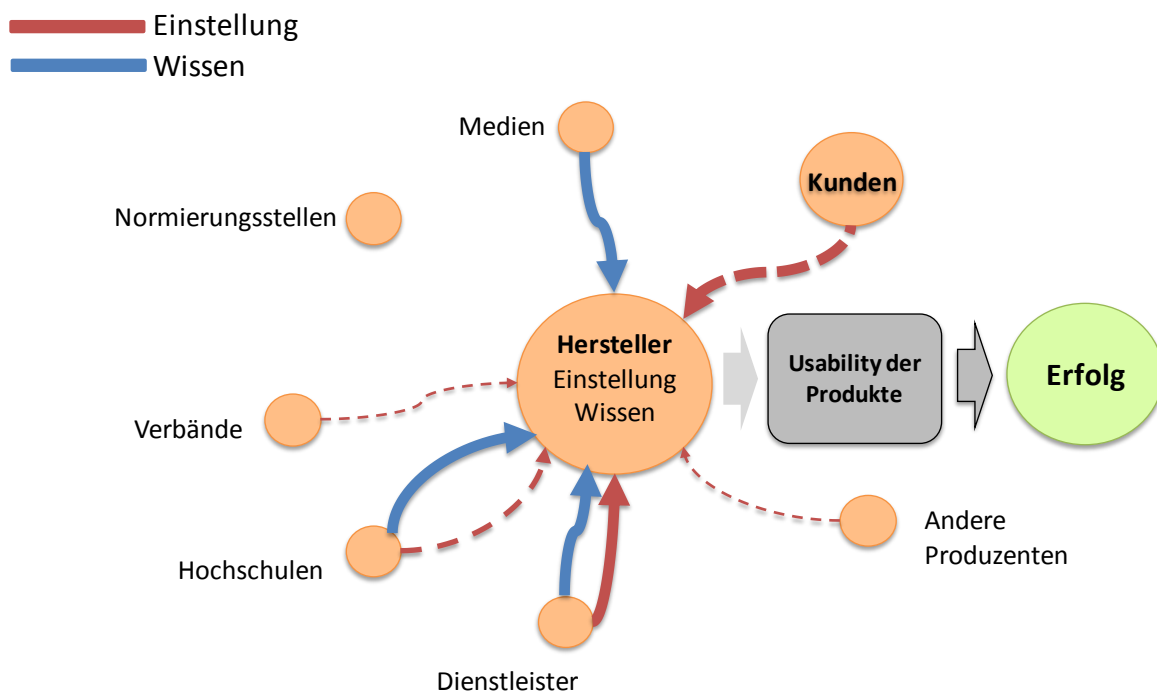 Einstellung
Wissen
Medien
Kunden
Normierungsstellen
Hersteller
Einstellung
Wissen
Usability der
Produkte
Erfolg
Verbände
Andere
Produzenten
Hochschulen
Dienstleister